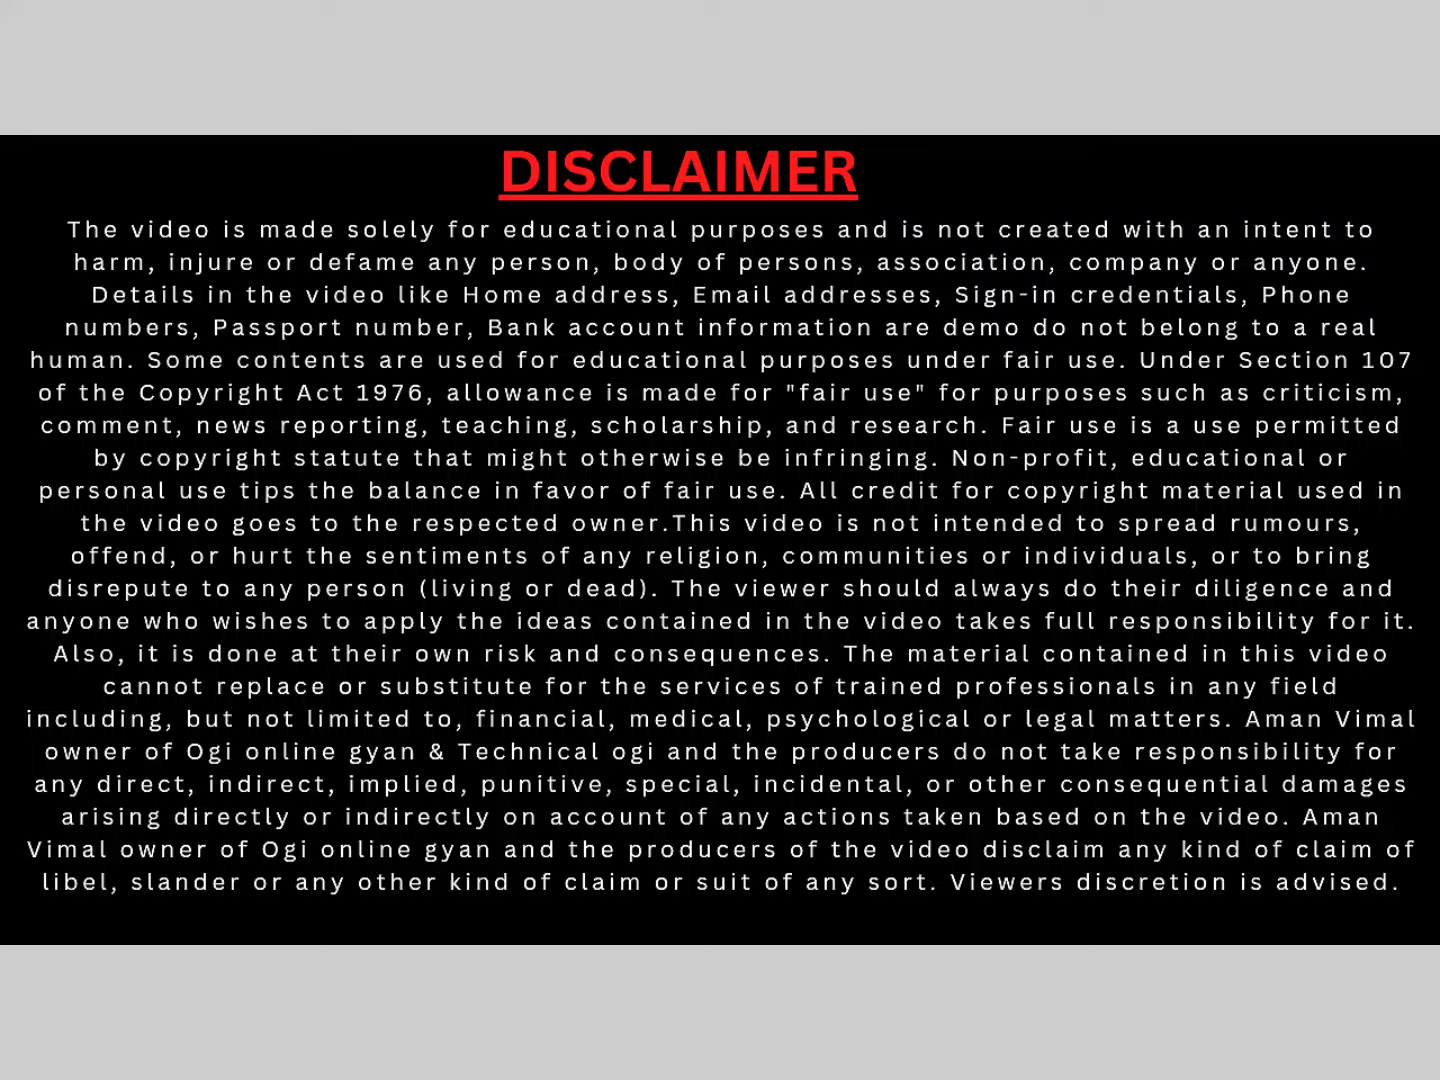 DISCLAIMER
The video is made solely for educational purposes and is not created with an intent to
harm, injure or defame any person, body of persons, association, company or anyone.
Details in the video like Home address, Email addresses, Sign-in credentials, Phone
numbers, Passport number, Bank account information are demo do not belong to a real
human. Some contents are used for educational purposes under fair use. Under Section 107
of the Copyright Act 1976, allowance is made for "fair use" for purposes such as criticism,
comment, news reporting, teaching, scholarship, and research. Fair use is a use permitted
by copyright statute that might otherwise be infringing. Non-profit, educational or
personal use tips the balance in favor of fair use. All credit for copyright material used in
the video goes to the respected owner.This video is not intended to spread rumours,
offend, or hurt the sentiments of any religion, communities or individuals, or to bring
disrepute to any person (living or dead). The viewer should always do their diligence and
anyone who wishes to apply the ideas contained in the video takes full responsibility for it.
Also, it is done at their own risk and consequences. The material contained in this video
cannot replace or substitute for the services of trained professionals in any field
including, but not limited to, financial, medical, psychological or legal matters. Aman Vimal
owner of Ogi online gyan & Technical ogi and the producers do not take responsibility for
any direct, indirect, implied, punitive, special, incidental, or other consequential damages
arising directly or indirectly on account of any actions taken based on the video. Aman
Vimal owner of Ogi online gyan and the producers of the video disclaim any kind of claim of
libel, slander or any other kind of claim or suit of any sort. Viewers discretion is advised.